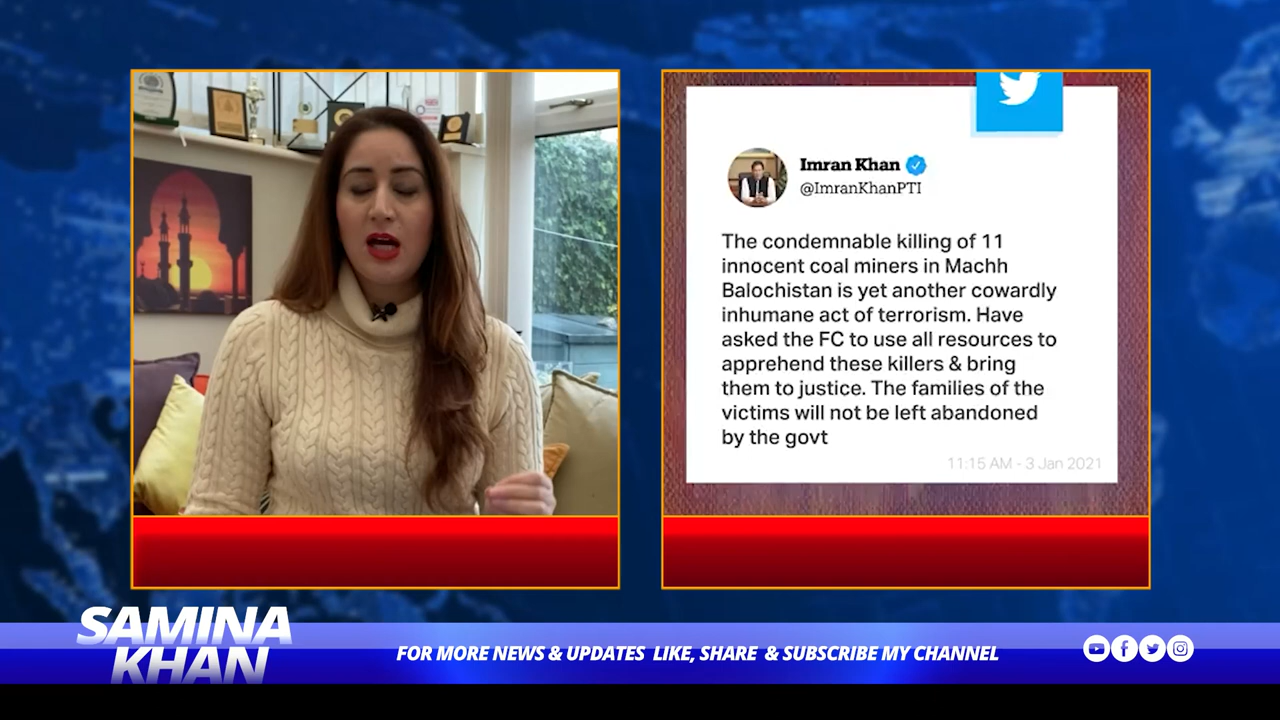 Imran Khan
@ImranKhanPTI
The condemnable killing of 11
innocent coal miners in Machh
Balochistan is yet another cowardly
inhumane act of terrorism. Have
asked the FC to use all resources to
apprehend these killers & bring
them to justice. The families of the
victims will not be left abandoned
by the govt
11:15 AM - 3 Jan 2021
SAMINA
KHAN
FOR MORE NEWS & UPDATES LIKE, SHARE & SUBSCRIBE MY CHANNEL